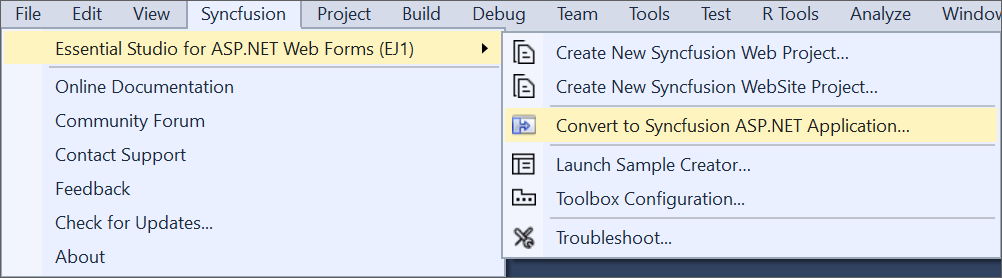 File Edit View Syncfusion Project Build Debug Team Tools Test R Tools Analyze Window
Essential Studio for ASP.NET Web Forms (EJ1)
Online Documentation
Community Forum
Contact Support
Feedback
Check for Updates...
About
Create New Syncfusion Web Project...
Create New Syncfusion WebSite Project...
Convert to Syncfusion ASP.NET Application...
Launch Sample Creator...
Toolbox Configuration...
Troubleshoot...